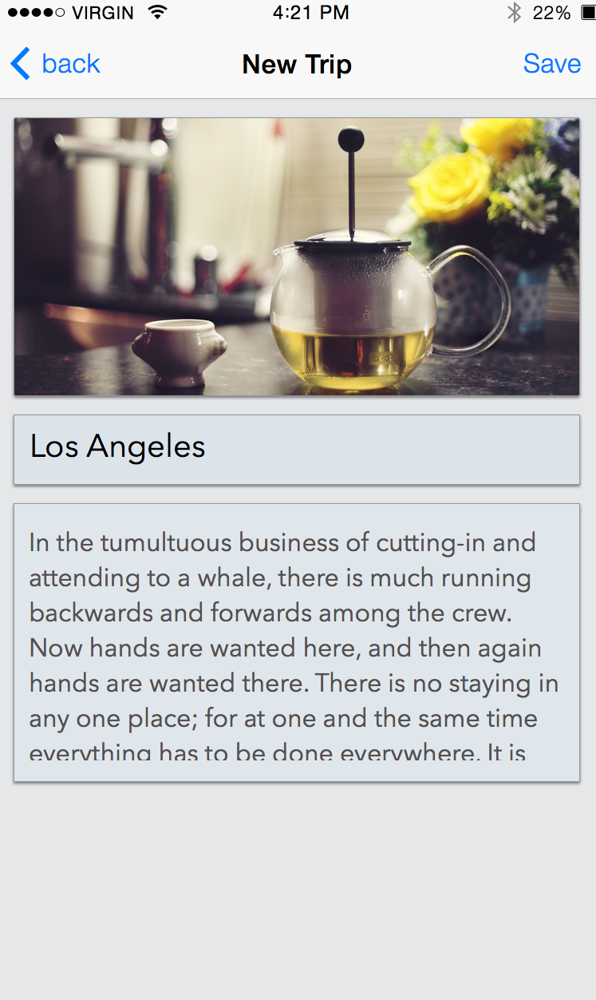 VIRGIN 4:21 PM 22%
back New Trip Save
Los Angeles
In the tumultuous business of cutting-in and
attending to a whale, there is much running
backwards and forwards among the crew.
Now hands are wanted here, and then again
hands are wanted there. There is no staying in
any one place; for at one and the same time
everything has to be done everywhere. It is